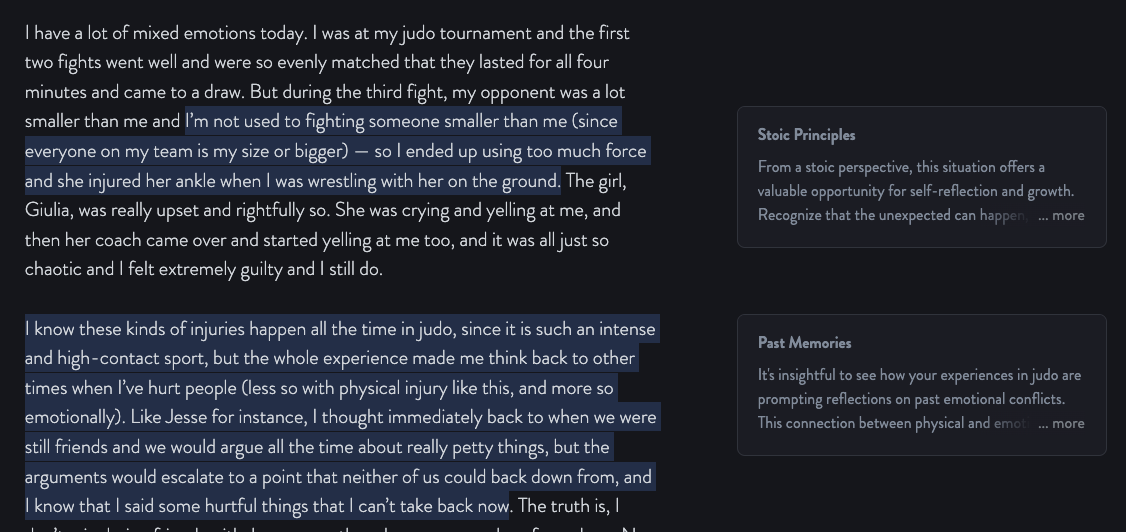 I have a lot of mixed emotions today. I was at my judo tournament and the first
two fights went well and were so evenly matched that they lasted for all four
minutes and came to a draw. But during the third fight, my opponent was a lot
smaller than me and I'm not used to fighting someone smaller than me (since
everyone on my team is my size or bigger) — so I ended up using too much force
and she injured her ankle when I was wrestling with her on the ground. The girl,
Giulia, was really upset and rightfully so. She was crying and yelling at me, and
then her coach came over and started yelling at me too, and it was all just so
chaotic and I felt extremely guilty and I still do.
I know these kinds of injuries happen all the time in judo, since it is such an intense
and high-contact sport, but the whole experience made me think back to other
times when I've hurt people (less so with physical injury like this, and more so
emotionally). Like Jesse for instance, I thought immediately back to when we were
still friends and we would argue all the time about really petty things, but the
arguments would escalate to a point that neither of us could back down from, and
I know that I said some hurtful things that I can't take back now. The truth is, I
Stoic Principles
From a stoic perspective, this situation offers a
valuable opportunity for self-reflection and growth.
Recognize that the unexpected can happen, ... more
Past Memories
It's insightful to see how your experiences in judo are
prompting reflections on past emotional conflicts.
This connection between physical and ... more